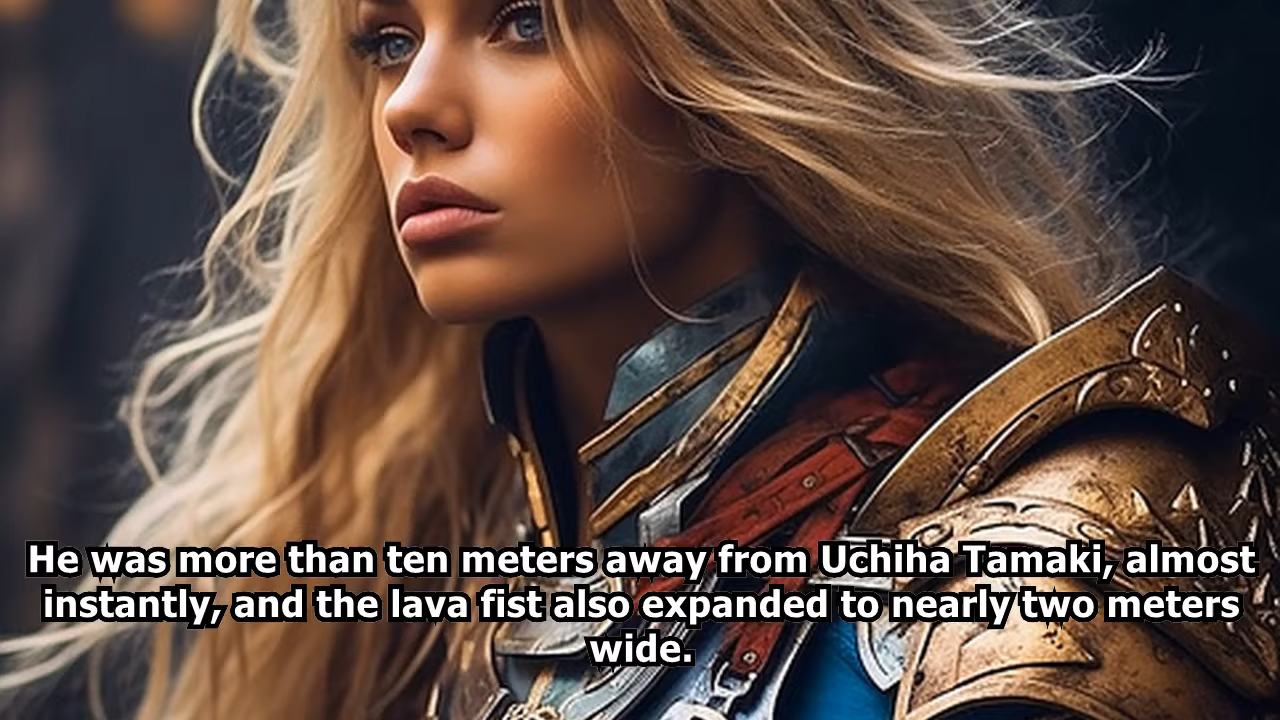 He was more than ten meters away from Uchiha Tamaki, almost
instantly, and the lava fist also expanded to nearly two meters
wide.